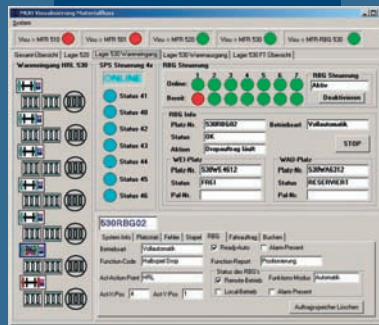 MFR Visualisierung Materialfluss
System
Visu > MFR 510
Visu > MFR 501
Visu > MFR 520
Visu > MFR 530
Visu > MFR-RBG 530
Gesamt-Übersicht Lager 520 Lager 530 Wareneingang Lager 530 Warenausgang Lager 530 FT Übersicht
Wareneingang HRL 530
SPS Steuerung 4x
ONLINE
Status 41
Status 40
Status 42
Status 43
Status 44
Status 45
Status 46
RBG Steuerung
1 2 3 4 5 6 7
Online:
Bereit:
RBG Steuerung
Aktiv
Deaktivieren
RBG Info
Platz-Nr. 530RBG02 Betriebsart Vollautomatik
Status OK
Aktion Dropauftrag läuft
STOP
WEI-Platz
Platz-Nr. 530WE4612
Status FREI
Pal-Nr.
WAU-Platz
Platz-Nr. 530WA6312
Status RESERVIERT
Pal-Nr.
530RBG02
System-Info Platzinfo Fehler Stapel RBG Fahrauftrag Buchen
Betriebsart Vollautomatik Ready-Auto Alarm-Present
Function-Code Halbspiel Drop Function-Report Positionierung
Act-Action-Point HRL
Status des RBG's
Remote-Betrieb Funktions-Modus Automatik
Act-X-Pos 4 Act-Y-Pos 1
Local-Betrieb Alarm-Present
Auftragsspeicher Löschen